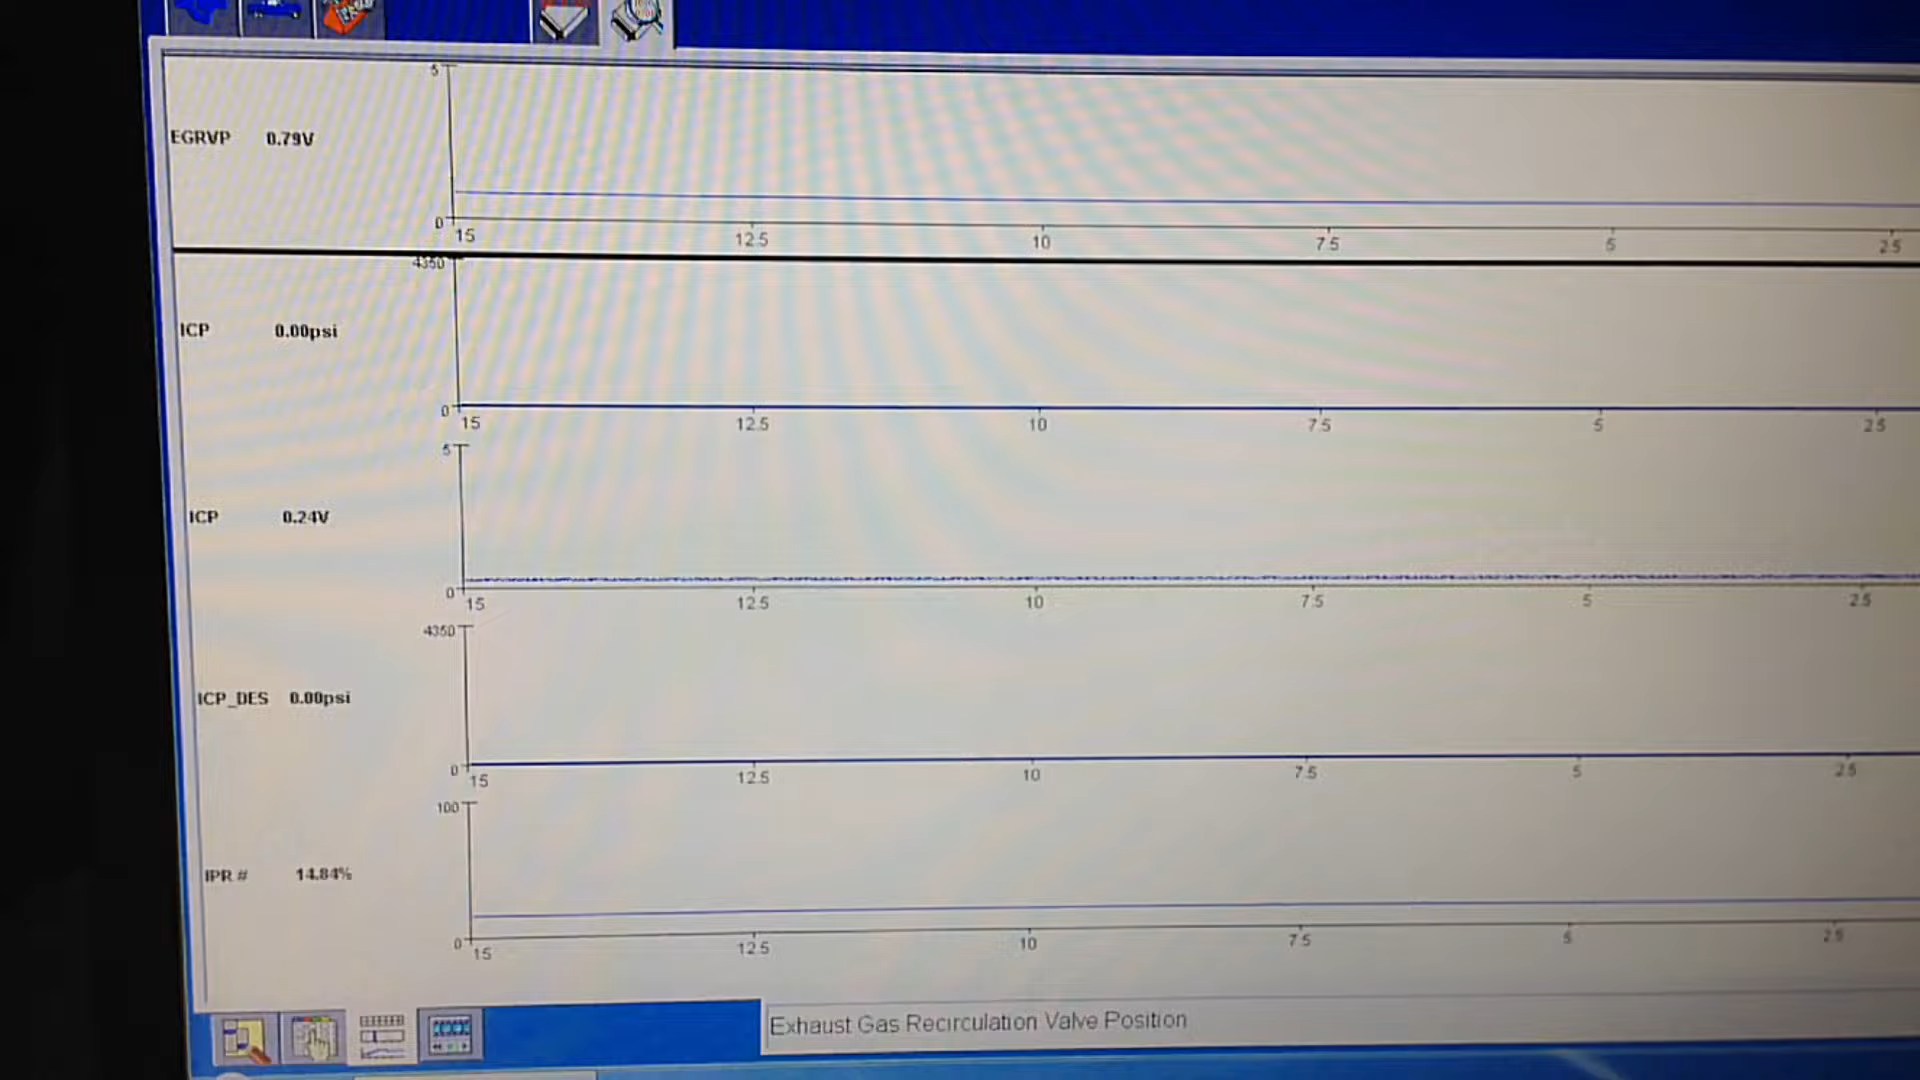 5
EGRVP 0.79V
0
15 12.5 10 7.5 5 2.5
4350
ICP 0.00psi
0
15 12.5 10 7.5 5 2.5
5
ICP 0.24V
0
15 12.5 10 7.5 5 2.5
4350
ICP_DES 0.00psi
0
15 12.5 10 7.5 5 2.5
100
IPR # 14.84%
0
15 12.5 10 7.5 5 2.5
Exhaust Gas Recirculation Valve Position